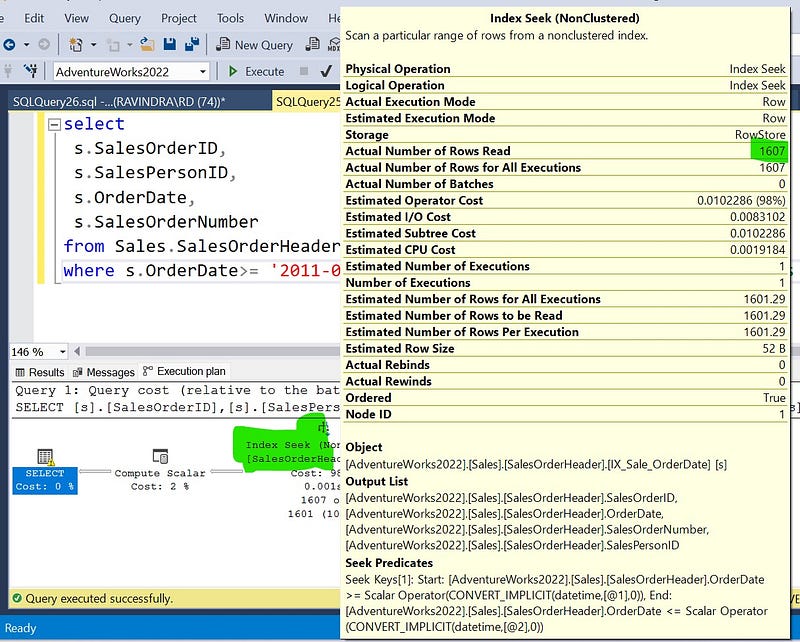 Edit View Query Project Tools Window He
New Query
AdventureWorks2022 Execute
SQLQuery26.sql -...(RAVINDRA\RD (74))* SQLQuery25
select
s.SalesOrderID,
s.SalesPersonID,
s.OrderDate,
s.SalesOrderNumber
from Sales.SalesOrderHeader
where s.OrderDate>= '2011-0
146 %
Results Messages Execution plan
Query 1: Query cost (relative to the bat
SELECT [s].[SalesOrderID],[s].[SalesPers
Index Seek (Non
[SalesOrderHead
SELECT
Cost: 0 %
Compute Scalar
Cost: 2 %
Cost: 98
0.001s
1607 o
1601 (10
Query executed successfully.
Ready
Index Seek (NonClustered)
Scan a particular range of rows from a nonclustered index.
Physical Operation Index Seek
Logical Operation Index Seek
Actual Execution Mode Row
Estimated Execution Mode Row
Storage RowStore
Actual Number of Rows Read 1607
Actual Number of Rows for All Executions 1607
Actual Number of Batches 0
Estimated Operator Cost 0.0102286 (98%)
Estimated I/O Cost 0.0083102
Estimated Subtree Cost 0.0102286
Estimated CPU Cost 0.0019184
Estimated Number of Executions 1
Number of Executions 1
Estimated Number of Rows for All Executions 1601.29
Estimated Number of Rows to be Read 1601.29
Estimated Number of Rows Per Execution 1601.29
Estimated Row Size 52 B
Actual Rebinds 0
Actual Rewinds 0
Ordered True
Node ID 1
Object
[AdventureWorks2022].[Sales].[SalesOrderHeader].[IX_Sale_OrderDate] [s]
Output List
[AdventureWorks2022].[Sales].[SalesOrderHeader].SalesOrderID,
[AdventureWorks2022].[Sales].[SalesOrderHeader].OrderDate,
[AdventureWorks2022].[Sales].[SalesOrderHeader].SalesOrderNumber,
[AdventureWorks2022].[Sales].[SalesOrderHeader].SalesPersonID
Seek Predicates
Seek Keys[1]: Start: [AdventureWorks2022].[Sales].[SalesOrderHeader].OrderDate
>= Scalar Operator(CONVERT_IMPLICIT(datetime,[@1],0)), End:
[AdventureWorks2022].[Sales].[SalesOrderHeader].OrderDate <= Scalar Operator
(CONVERT_IMPLICIT(datetime,[@2],0))